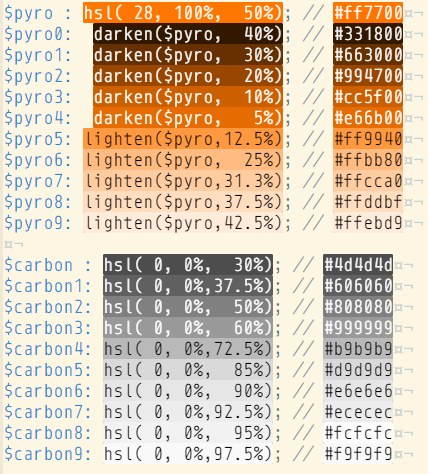 $pyro : hsl( 28, 100%,  50%); // #ff7700¤¬
$pyro0:  darken($pyro,  40%); // #331800¤¬
$pyro1:  darken($pyro,  30%); // #663000¤¬
$pyro2:  darken($pyro,  20%); // #994700¤¬
$pyro3:  darken($pyro,  10%); // #cc5f00¤¬
$pyro4:  darken($pyro,   5%); // #e66b00¤¬
$pyro5: lighten($pyro,12.5%); // #ff9940¤¬
$pyro6: lighten($pyro,  25%); // #ffbb80¤¬
$pyro7: lighten($pyro,31.3%); // #ffcca0¤¬
$pyro8: lighten($pyro,37.5%); // #ffddbf¤¬
$pyro9: lighten($pyro,42.5%); // #ffebd9¤¬
¤¬
$carbon : hsl( 0, 0%,  30%); // #4d4d4d¤¬
$carbon1: hsl( 0, 0%,37.5%); // #606060¤¬
$carbon2: hsl( 0, 0%,  50%); // #808080¤¬
$carbon3: hsl( 0, 0%,  60%); // #999999¤¬
$carbon4: hsl( 0, 0%,72.5%); // #b9b9b9¤¬
$carbon5: hsl( 0, 0%,  85%); // #d9d9d9¤¬
$carbon6: hsl( 0, 0%,  90%); // #e6e6e6¤¬
$carbon7: hsl( 0, 0%,92.5%); // #ececec¤¬
$carbon8: hsl( 0, 0%,  95%); // #fcfcfc¤¬
$carbon9: hsl( 0, 0%,97.5%); // #f9f9f9¤¬